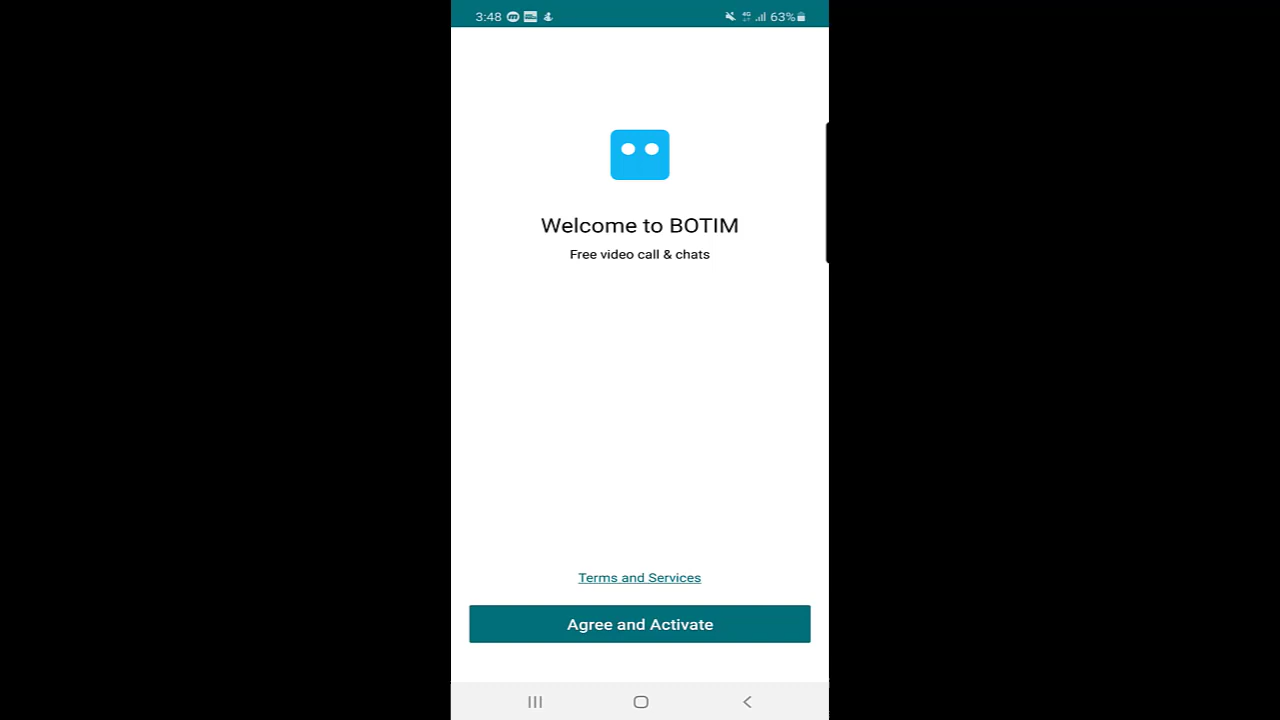 3:48 63%
Welcome to BOTIM
Free video call & chats
Terms and Services
Agree and Activate